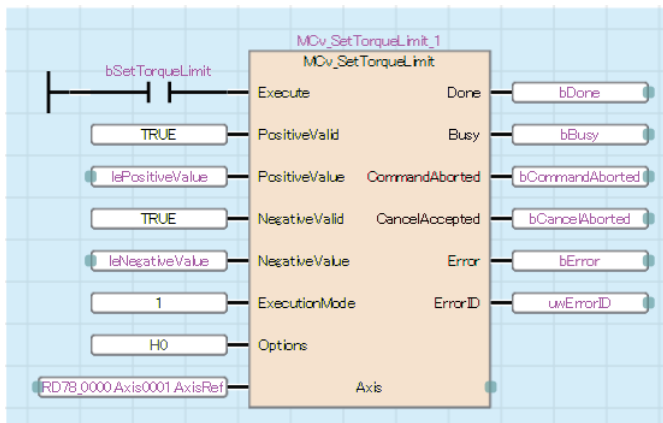 MCv_SetTorqueLimit_1
bSetTorqueLimit
MCv_SetTorqueLimit
Execute Done bDone
TRUE PositiveValid Busy bBusy
lePositiveValue PositiveValue CommandAborted bCommandAborted
TRUE NegativeValid CancelAccepted bCancelAborted
leNegativeValue NegativeValue Error bError
1 ExecutionMode ErrorID uwErrorID
H0 Options
RD78_0000.Axis0001.AxisRef Axis